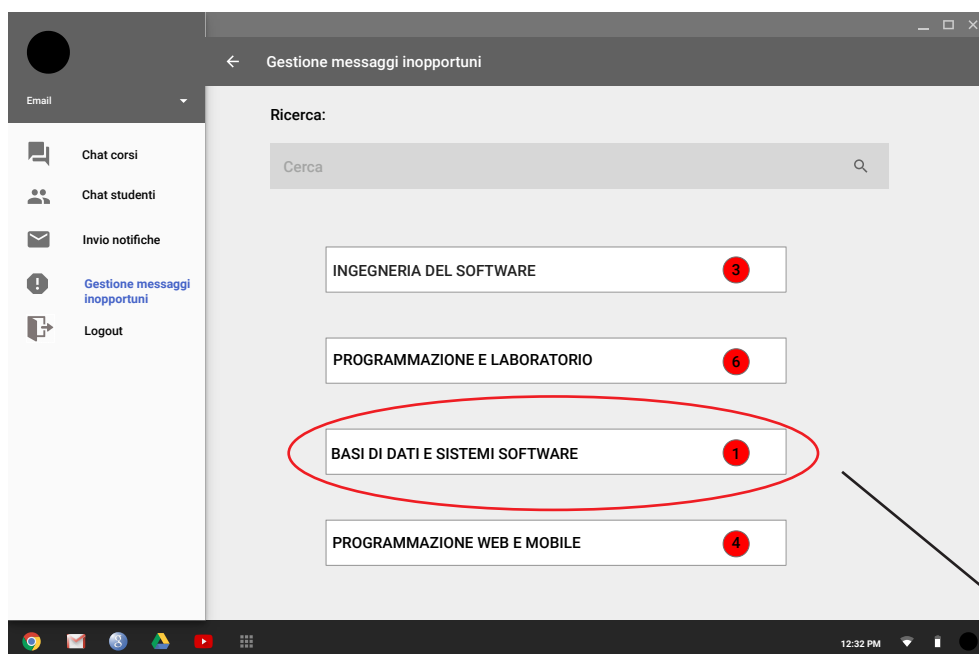 Gestione messaggi inopportuni
Email
Ricerca:
Cerca
Chat corsi
Chat studenti
Invio notifiche
Gestione messaggi
inopportuni
Logout
INGEGNERIA DEL SOFTWARE 3
PROGRAMMAZIONE E LABORATORIO 6
BASI DI DATI E SISTEMI SOFTWARE 1
PROGRAMMAZIONE WEB E MOBILE 4
12:32 PM